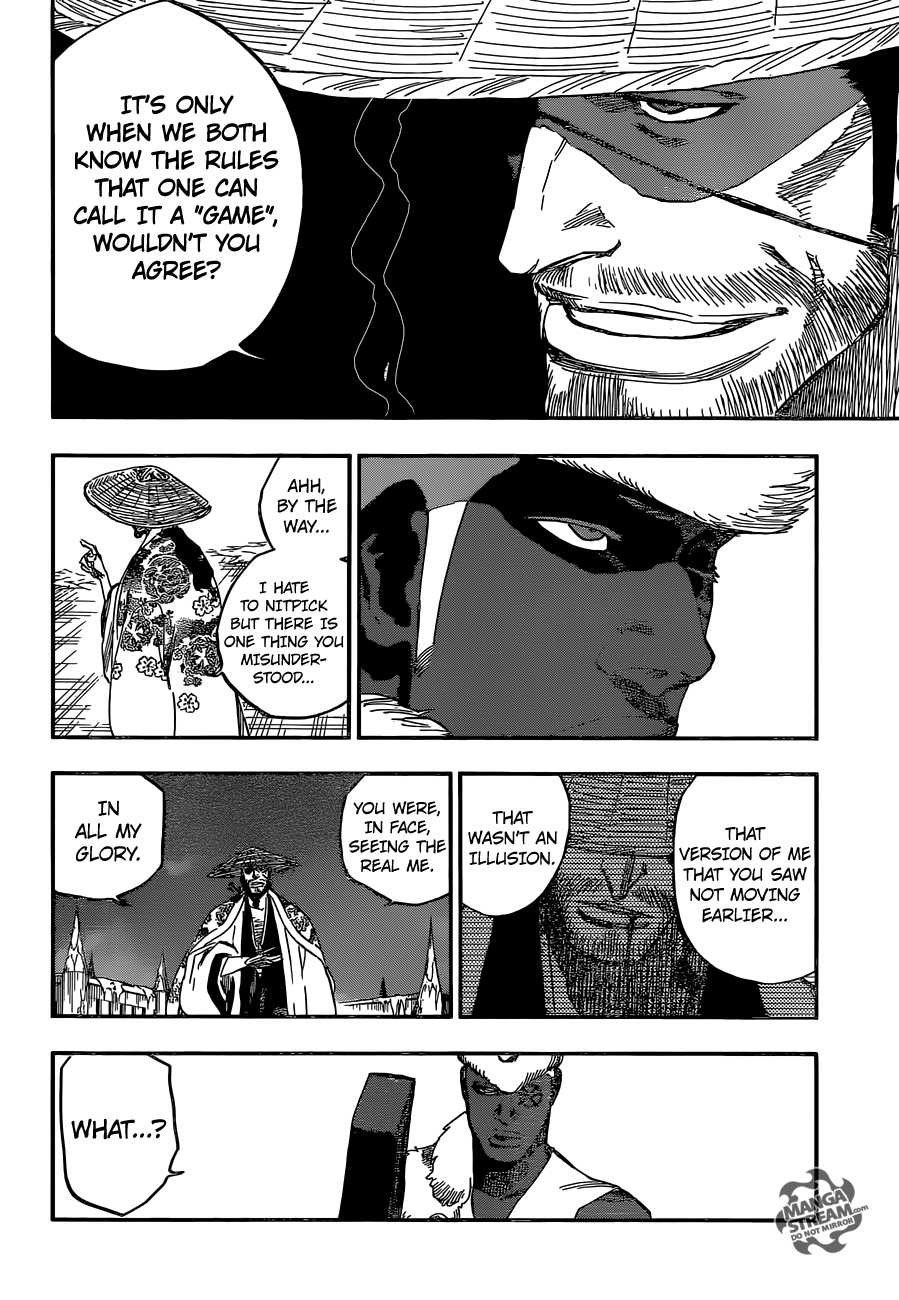 IT'S ONLY
WHEN WE BOTH
KNOW THE RULES
THAT ONE CAN
CALL IT A "GAME",
WOULDN'T YOU
AGREE?
AHH,
BY THE
WAY...
I HATE
TO NITPICK
BUT THERE IS
ONE THING YOU
MISUNDER-
STOOD...
THAT
VERSION OF ME
THAT YOU SAW
NOT MOVING
EARLIER...
THAT
WASN'T AN
ILLUSION.
YOU WERE,
IN FACE,
SEEING THE
REAL ME.
IN
ALL MY
GLORY.
WHAT...?
MANGA
STREAM.com
DO NOT MIRROR